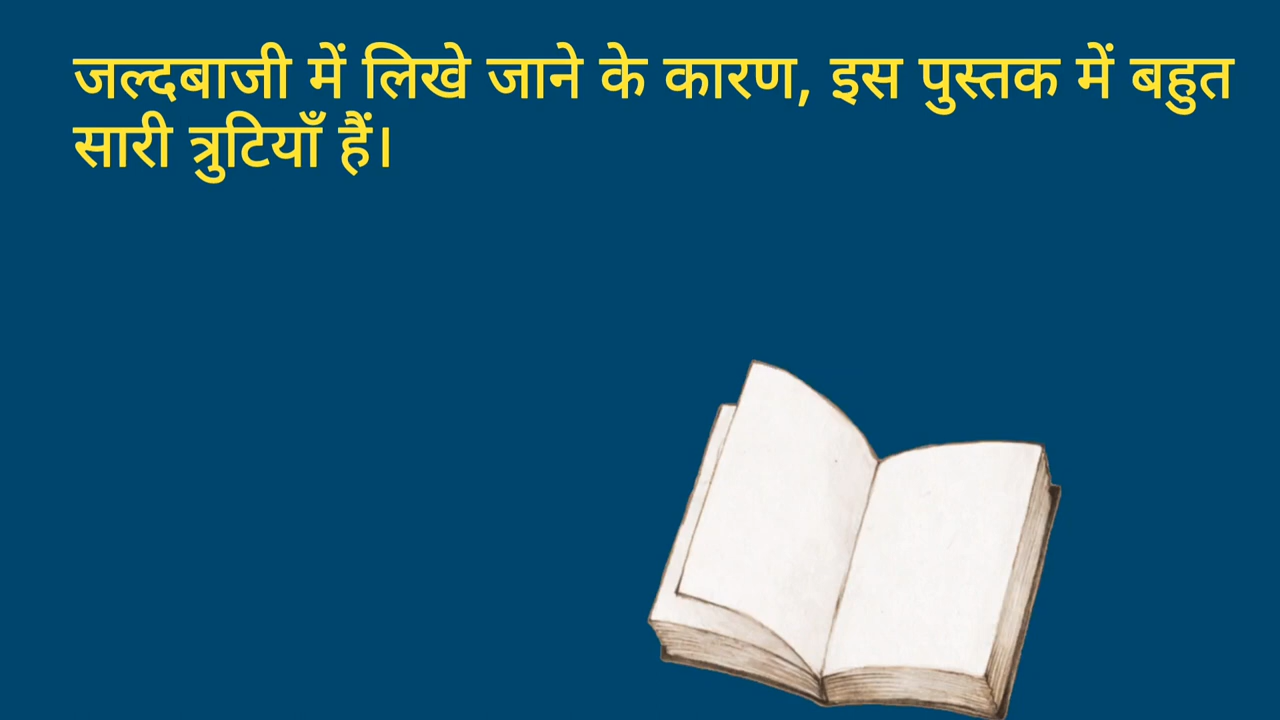 जल्दबाजी में लिखे जाने के कारण, इस पुस्तक में बहुत
सारी त्रुटियाँ हैं।